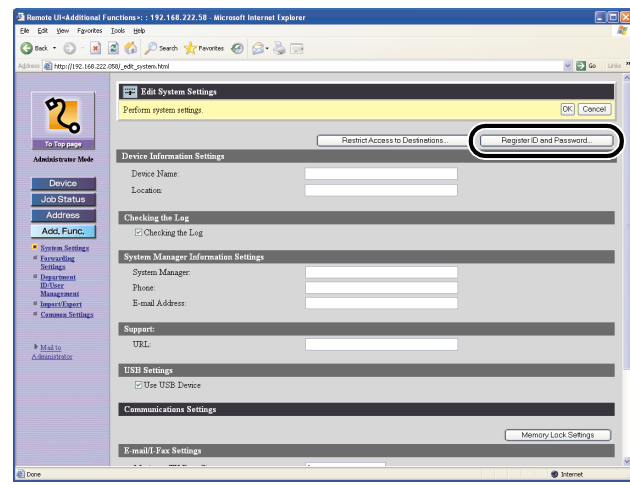 Remote UI<Additional Functions>: : 192.168.222.58 - Microsoft Internet Explorer
File Edit View Favorites Tools Help
Back Search Favorites
Address http://192.168.222.058/_edit_system.html Go Links »
Edit System Settings
Perform system settings. OK Cancel
To Top page
Restrict Access to Destinations... Register ID and Password...
Administrator Mode
Device Information Settings
Device Name:
Location:
Device
Job Status
Address
Add. Func.
Checking the Log
Checking the Log
System Settings
Forwarding
Settings
Department
ID/User
Management
Import/Export
Common Settings
System Manager Information Settings
System Manager:
Phone:
E-mail Address:
Support:
URL:
Mail to
Administrator
USB Settings
Use USB Device
Communications Settings
Memory Lock Settings
E-mail/I-Fax Settings
Done Internet